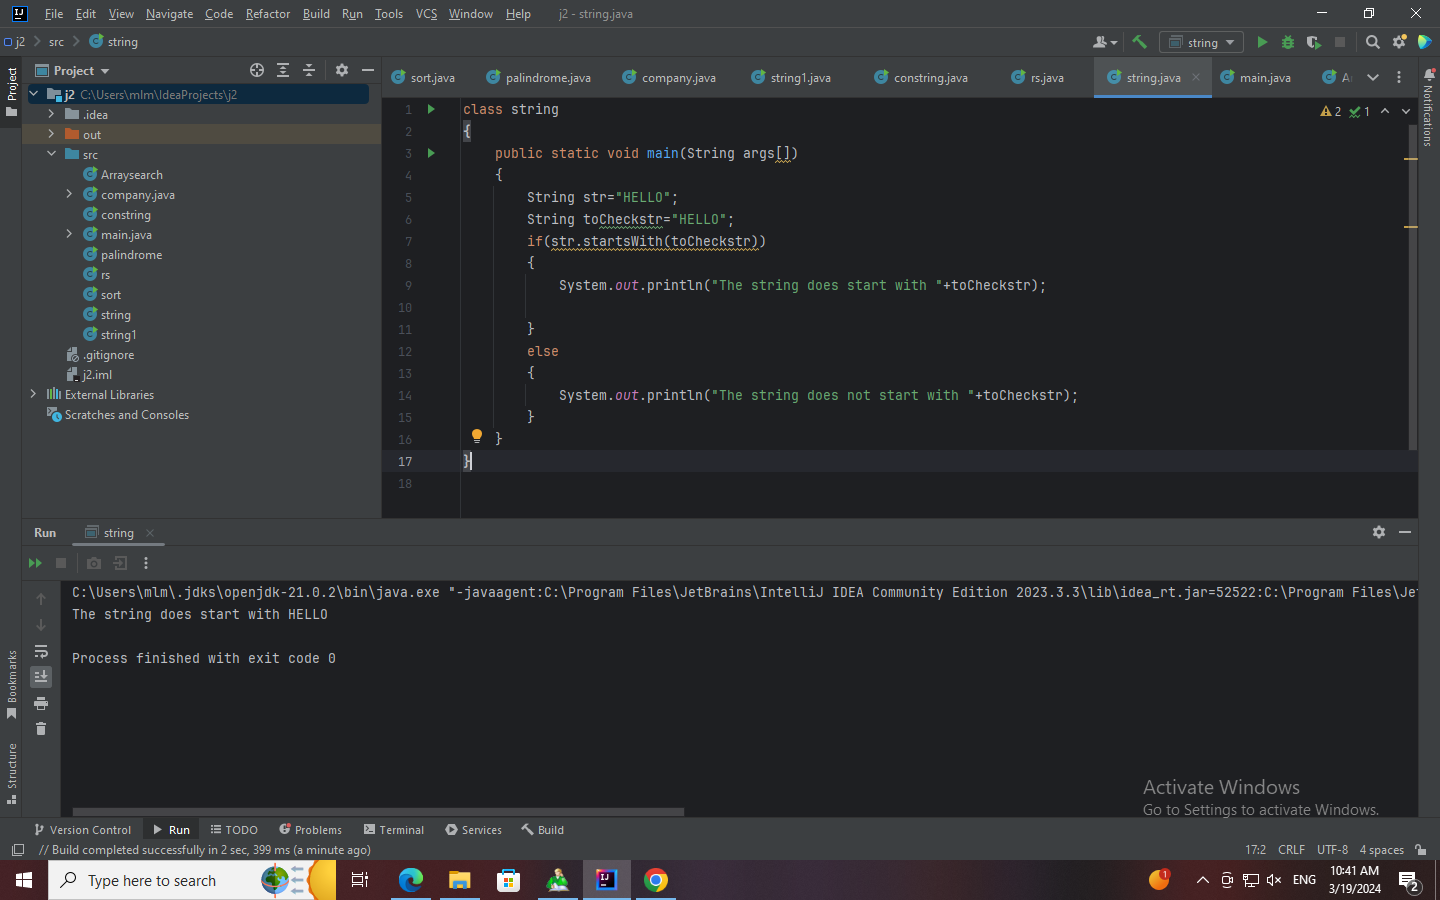 File Edit View Navigate Code Refactor Build Run Tools VCS Window Help j2 - string.java
j2 src string
string
Project
sort.java palindrome.java company.java string1.java constring.java rs.java string.java main.java
Project
j2 C:\Users\mlm\IdeaProjects\j2
.idea
out
src
Arraysearch
company.java
constring
main.java
palindrome
rs
sort
string
string1
.gitignore
j2.iml
External Libraries
Scratches and Consoles
2 1
Notifications
1 class string
2 {
3 public static void main(String args[])
4 {
5 String str="HELLO";
6 String toCheckstr="HELLO";
7 if(str.startsWith(toCheckstr))
8 {
9 System.out.println("The string does start with "+toCheckstr);
10
11 }
12 else
13 {
14 System.out.println("The string does not start with "+toCheckstr);
15 }
16 }
17 }
18
Run string
C:\Users\mlm\.jdks\openjdk-21.0.2\bin\java.exe "-javaagent:C:\Program Files\JetBrains\IntelliJ IDEA Community Edition 2023.3.3\lib\idea_rt.jar=52522:C:\Program Files\Je
The string does start with HELLO
Process finished with exit code 0
Bookmarks
Structure
Activate Windows
Go to Settings to activate Windows.
Version Control Run TODO Problems Terminal Services Build
// Build completed successfully in 2 sec, 399 ms (a minute ago) 17:2 CRLF UTF-8 4 spaces
Type here to search
1
ENG
10:41 AM
3/19/2024
2